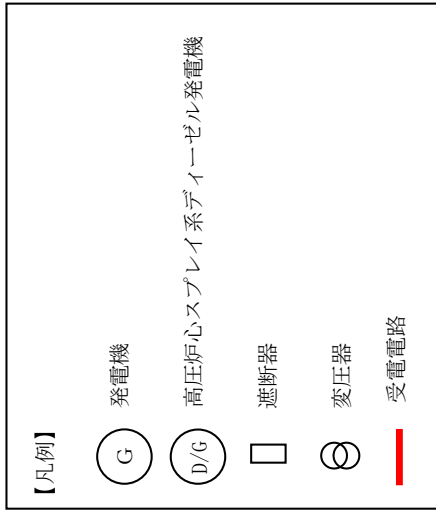 【凡例】
G 発電機
D/G 高圧炉心スプレイ系ディーゼル発電機
遮断器
変圧器
受電電路